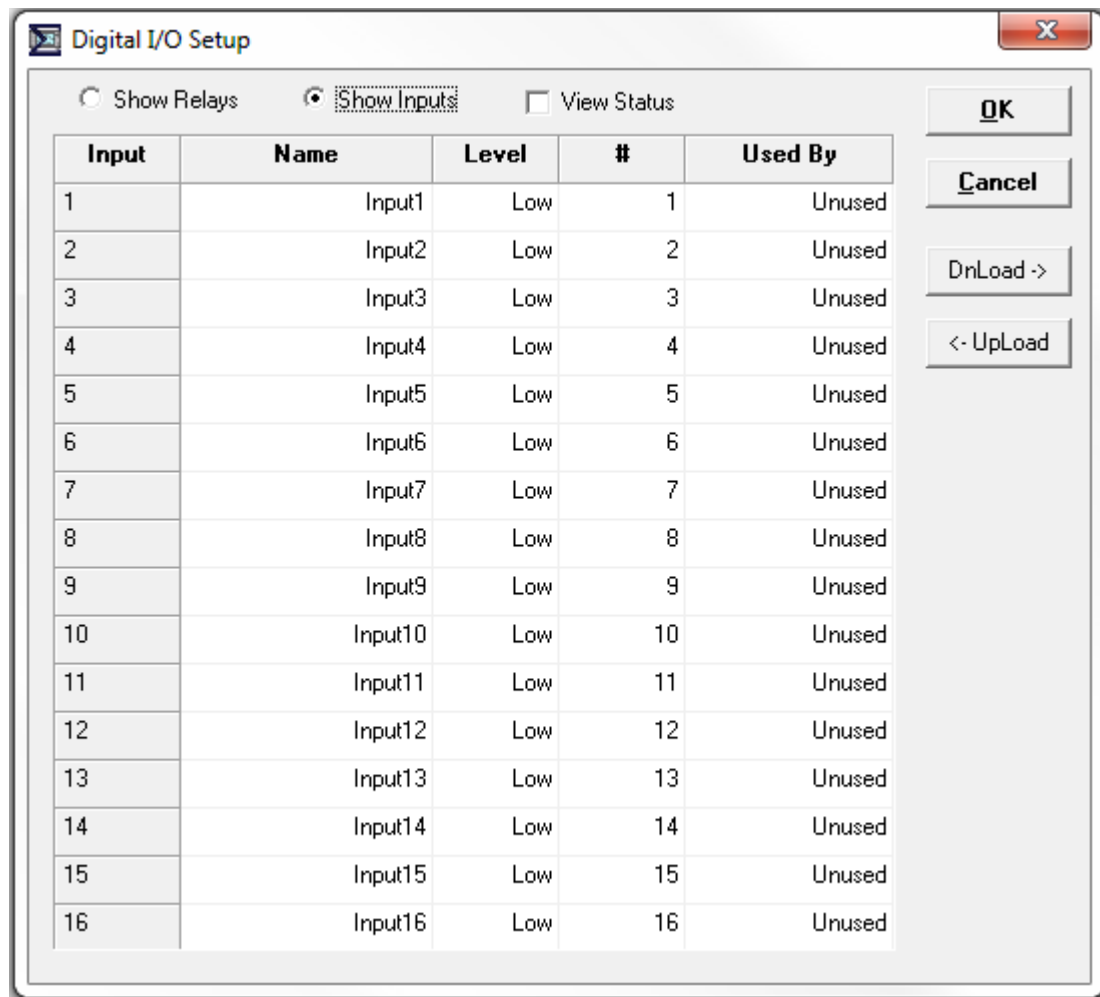 Digital I/O Setup
Show Relays Show Inputs View Status
OK
Cancel
DnLoad ->
<- UpLoad
Input Name Level # Used By
1 Input1 Low 1 Unused
2 Input2 Low 2 Unused
3 Input3 Low 3 Unused
4 Input4 Low 4 Unused
5 Input5 Low 5 Unused
6 Input6 Low 6 Unused
7 Input7 Low 7 Unused
8 Input8 Low 8 Unused
9 Input9 Low 9 Unused
10 Input10 Low 10 Unused
11 Input11 Low 11 Unused
12 Input12 Low 12 Unused
13 Input13 Low 13 Unused
14 Input14 Low 14 Unused
15 Input15 Low 15 Unused
16 Input16 Low 16 Unused